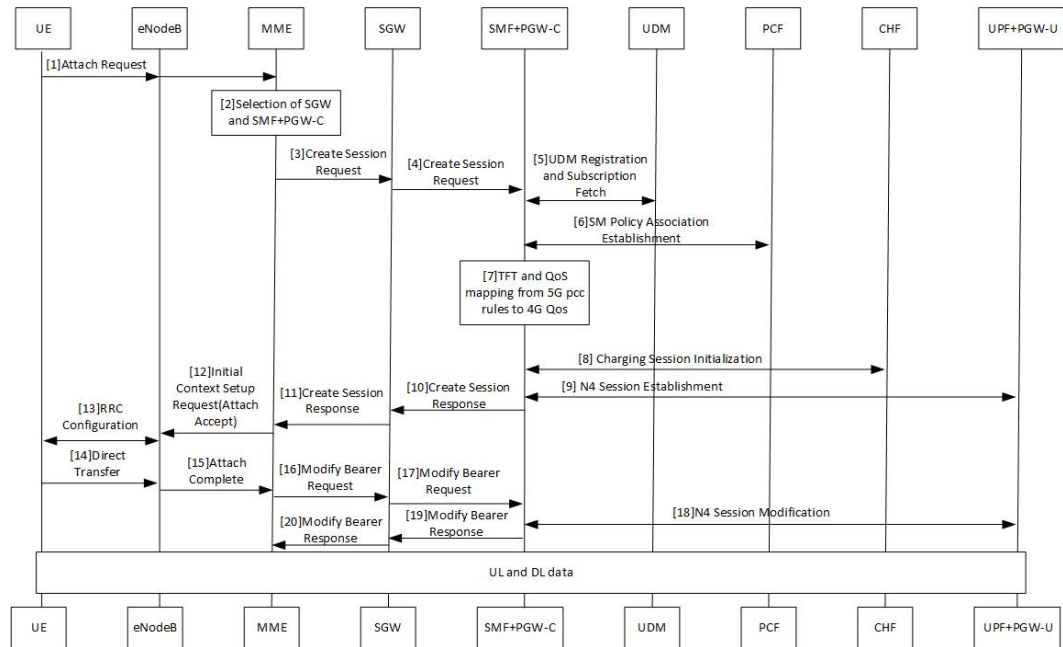 UE
eNodeB
MME
SGW
SMF+PGW-C
UDM
PCF
CHF
UPF+PGW-U
[1]Attach Request
[2]Selection of SGW
and SMF+PGW-C
[3]Create Session
Request
[4]Create Session
Request
[5]UDM Registration
and Subscription
Fetch
[6]SM Policy Association
Establishment
[7]TFT and QoS
mapping from 5G pcc
rules to 4G Qos
[8] Charging Session Initialization
[9] N4 Session Establishment
[10]Create Session
Response
[11]Create Session
Response
[12]Initial
Context Setup
Request(Attach
Accept)
[13]RRC
Configuration
[14]Direct
Transfer
[15]Attach
Complete
[16]Modify Bearer
Request
[17]Modify Bearer
Request
[18]N4 Session Modification
[19]Modify Bearer
Response
[20]Modify Bearer
Response
UL and DL data
UE
eNodeB
MME
SGW
SMF+PGW-C
UDM
PCF
CHF
UPF+PGW-U